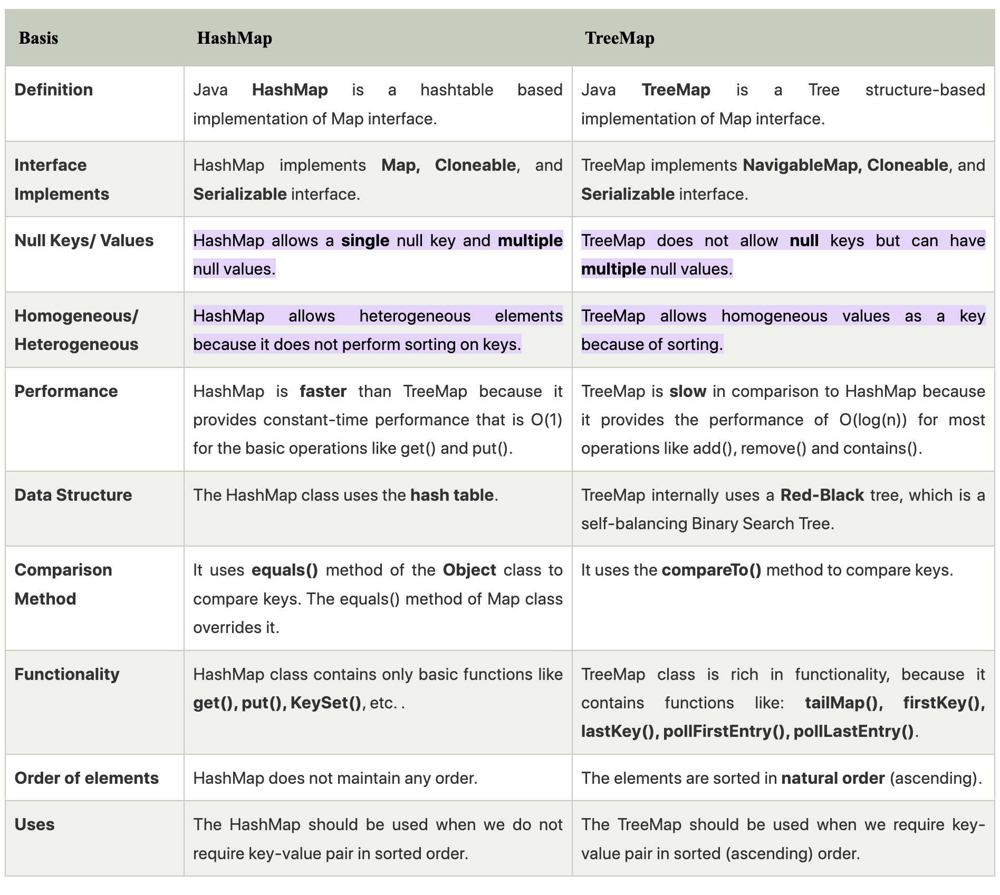 Basis
HashMap
TreeMap
Definition
Java HashMap is a hashtable based
implementation of Map interface.
Java TreeMap is a Tree structure-based
implementation of Map interface.
Interface
Implements
HashMap implements Map, Cloneable, and
Serializable interface.
TreeMap implements NavigableMap, Cloneable, and
Serializable interface.
Null Keys/ Values
HashMap allows a single null key and multiple
null values.
TreeMap does not allow null keys but can have
multiple null values.
Homogeneous/
Heterogeneous
HashMap allows heterogeneous elements
because it does not perform sorting on keys.
TreeMap allows homogeneous values as a key
because of sorting.
Performance
HashMap is faster than TreeMap because it
provides constant-time performance that is O(1)
for the basic operations like get() and put().
TreeMap is slow in comparison to HashMap because
it provides the performance of O(log(n)) for most
operations like add(), remove() and contains().
Data Structure
The HashMap class uses the hash table.
TreeMap internally uses a Red-Black tree, which is a
self-balancing Binary Search Tree.
Comparison
Method
It uses equals() method of the Object class to
compare keys. The equals() method of Map class
overrides it.
It uses the compareTo() method to compare keys.
Functionality
HashMap class contains only basic functions like
get(), put(), KeySet(), etc. .
TreeMap class is rich in functionality, because it
contains functions like: tailMap(), firstKey(),
lastKey(), pollFirstEntry(), pollLastEntry().
Order of elements
HashMap does not maintain any order.
The elements are sorted in natural order (ascending).
Uses
The HashMap should be used when we do not
require key-value pair in sorted order.
The TreeMap should be used when we require key-
value pair in sorted (ascending) order.